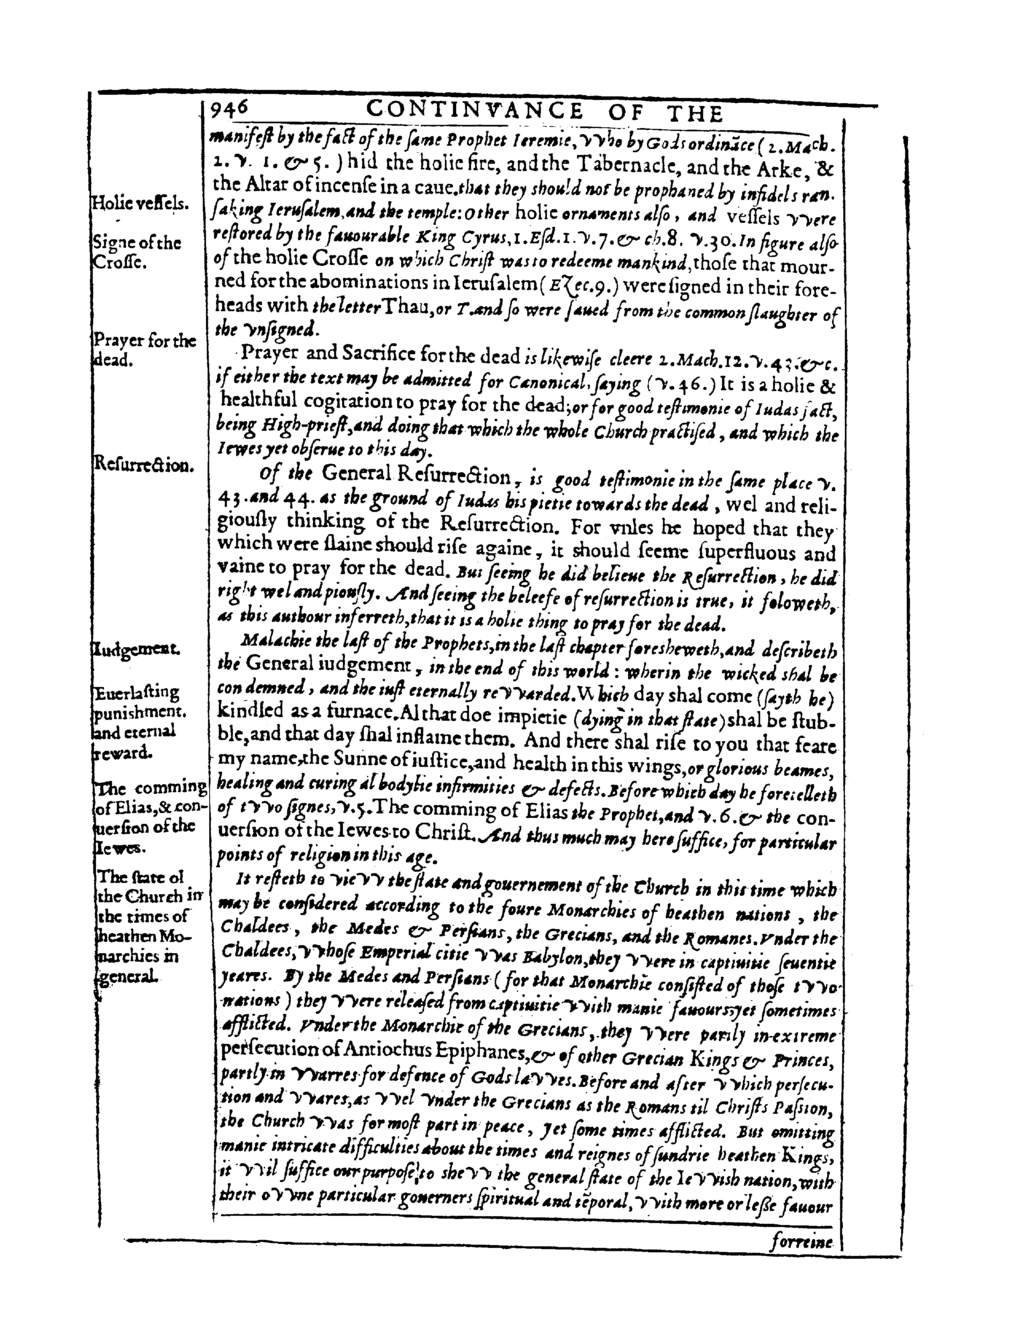 946 CONTINVANCE OF THE
manifest by the fact of the same Prophet Ieremie, vvho by Gods ordināce (2. Mach.
2. v. 1. & 5.) hid the holie fire, and the Tabernacle, and the Arke, &
the Altar of incense in a caue, that they should not be prophaned by infidels ran-
Holie vessels.
saking Ierusalem, and the temple: other holie ornaments also, and vessels vvere
restored by the fauourable King Cyrus, 1. Esd. 1. v. 7. & ch. 8. v. 30. In figure also
Signe of the
Crosse.
of the holie Crosse on which Christ was to redeeme mankind, those that mour-
ned for the abominations in Ierusalem (Ezec. 9.) were signed in their fore-
heads with the letter Thau, or T. and so were saued from the common slaughter of
the vnsigned.
Prayer for the
dead.
Prayer and Sacrifice for the dead is likewise cleere 2. Mach. 12. v. 43. &c.
if either the text may be admitted for Canonical, saying (v. 46.) It is a holie &
healthful cogitation to pray for the dead; or for good testimonie of Iudas fact,
being High-priest, and doing that which the whole Church practised, and which the
Iewes yet obserue to this day.
Resurrection.
Of the General Resurrection, is good testimonie in the same place v.
43. and 44. as the ground of Iudas his pietie towards the dead, wel and reli-
giously thinking of the Resurrection. For vnles he hoped that they
which were slaine should rise againe, it should seeme superfluous and
vaine to pray for the dead. But seeing he did beleeue the Resurrection, he did
right wel and piously. And seeing the beleefe of resurrection is true, it foloweth,
as this authour inferreth, that it is a holie thing to pray for the dead.
Iudgement.
Malachie the last of the Prophets, in the last chapter foresheweth, and describeth
the General iudgement, in the end of this world: wherin the wicked shal be
Euerlasting
punishment.
and eternal
reward.
condemned, and the iust eternally revvarded. Which day shal come (sayth he)
kindled as a furnace. Al that doe impietie (dying in that state) shal be stub-
ble, and that day shal inflame them. And there shal rise to you that feare
my name, the Sunne of iustice, and health in this wings, or glorious beames,
The comming
of Elias, & con-
uersion of the
Iewes.
healing and curing al bodylie infirmities & defects. Before which day he foretelleth
of tvvo signes, v. 5. The comming of Elias the Prophet, and v. 6. & the con-
uersion of the Iewes to Christ. And thus much may here suffice, for particular
points of religion in this age.
The state of
the Church in
the times of
heathen Mo-
narchies in
general.
It resteth to vievv the state and gouernement of the Church in this time which
may be considered according to the foure Monarchies of heathen nations, the
Chaldees, the Medes & Persians, the Grecians, and the Romanes. Vnder the
Chaldees, vvhose Emperial citie vvas Babylon, they vvere in captiuitie seuentie
yeares. By the Medes and Persians (for that Monarchie consisted of those tvvo
nations) they vvere released from captiuitie vvith manie fauours, yet sometimes
afflicted. Vnder the Monarchie of the Grecians, they vvere partly in extreme
persecution of Antiochus Epiphanes, & of other Grecian Kings & Princes,
partly in vvarres for defence of Gods lavves. Before and after vvhich persecu-
tion and vvares, as vvel vnder the Grecians as the Romans til Christs Passion,
the Church vvas for most part in peace, yet some times afflicted. But omitting
manie intricate difficulties about the times and reignes of sundrie heathen Kings,
it vvil suffice our purpose, to shevv the general state of the Ievvish nation, with
their ovvne particular gouerners spiritual and tēporal, vvith more or lesse fauour
forreine